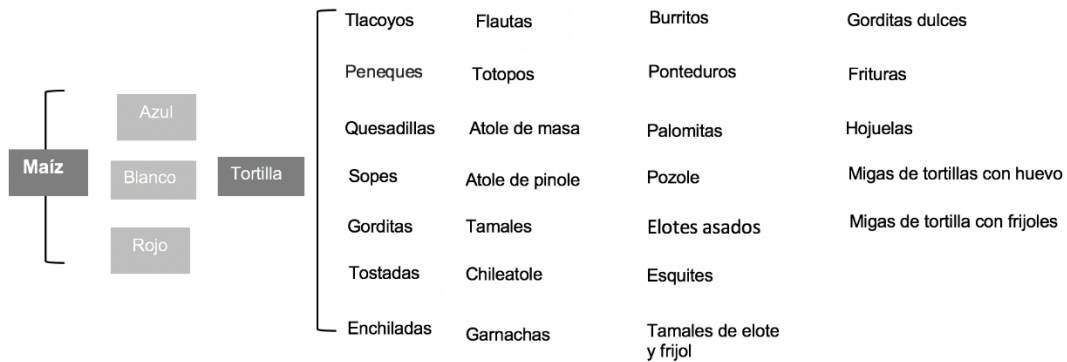 Maíz
Azul
Blanco
Rojo
Tortilla
Tlacoyos
Peneques
Quesadillas
Sopes
Gorditas
Tostadas
Enchiladas
Flautas
Totopos
Atole de masa
Atole de pinole
Tamales
Chileatole
Garnachas
Burritos
Ponteduros
Palomitas
Pozole
Elotes asados
Esquites
Tamales de elote
y frijol
Gorditas dulces
Frituras
Hojuelas
Migas de tortillas con huevo
Migas de tortilla con frijoles